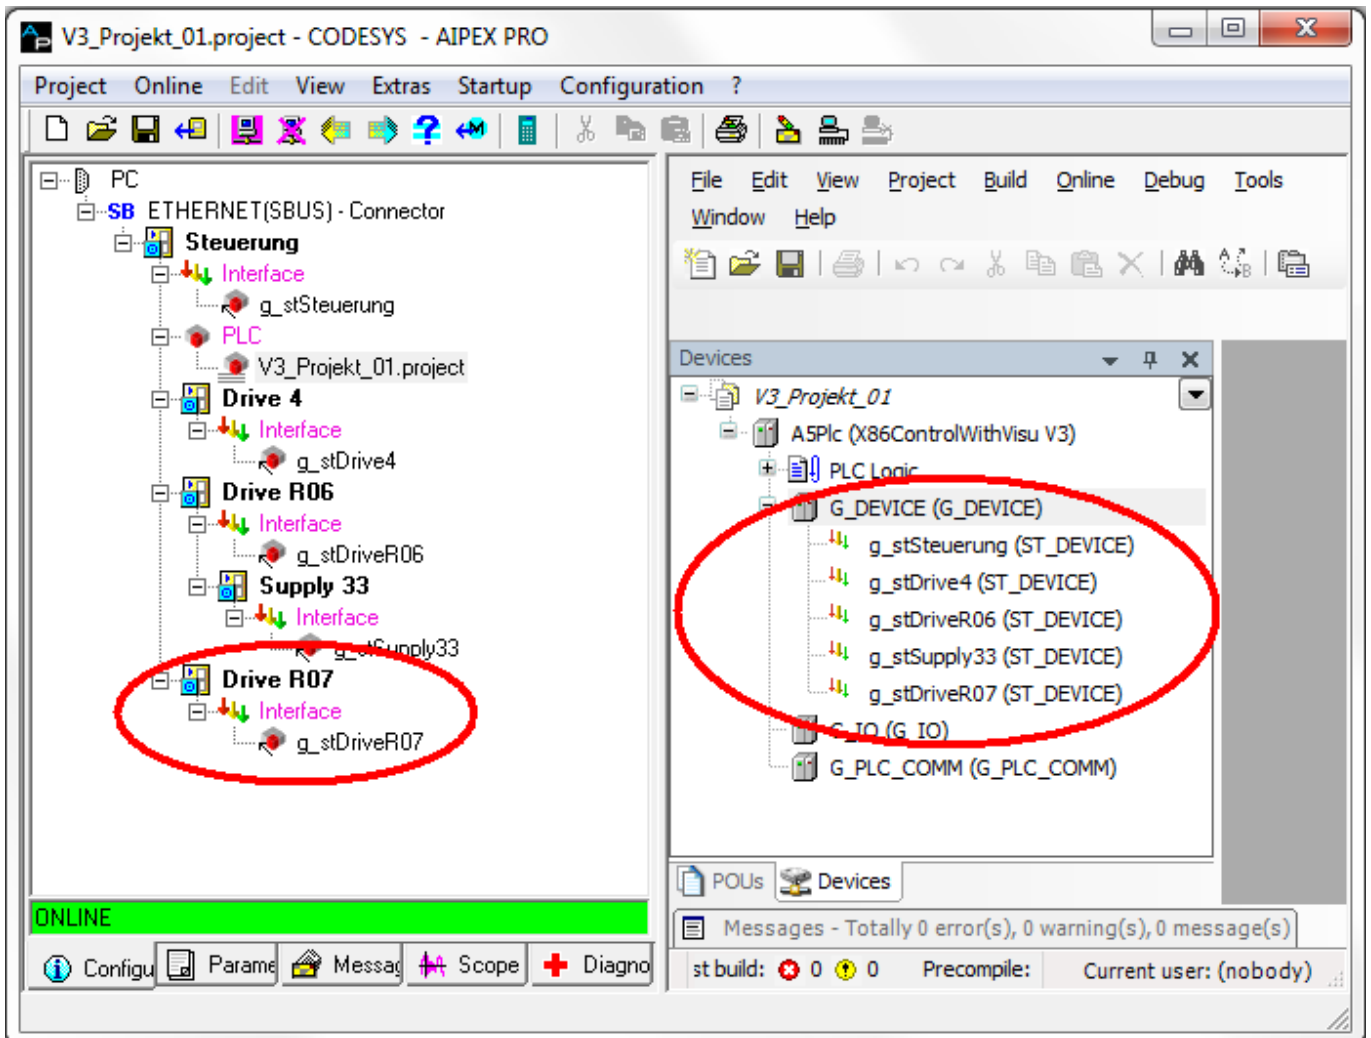 V3_Projekt_01.project - CODESYS - AIPEX PRO
Project Online Edit View Extras Startup Configuration ?
PC
SB ETHERNET(SBUS) - Connector
Steuerung
Interface
g_stSteuerung
PLC
V3_Projekt_01.project
Drive 4
Interface
g_stDrive4
Drive R06
Interface
g_stDriveR06
Supply 33
Interface
g_stSupply33
Drive R07
Interface
g_stDriveR07
ONLINE
Configu Parame Messag Scope Diagno
File Edit View Project Build Online Debug Tools
Window Help
Devices
V3_Projekt_01
A5Plc (X86ControlWithVisu V3)
PLC Logic
G_DEVICE (G_DEVICE)
g_stSteuerung (ST_DEVICE)
g_stDrive4 (ST_DEVICE)
g_stDriveR06 (ST_DEVICE)
g_stSupply33 (ST_DEVICE)
g_stDriveR07 (ST_DEVICE)
G_IO (G_IO)
G_PLC_COMM (G_PLC_COMM)
POUs Devices
Messages - Totally 0 error(s), 0 warning(s), 0 message(s)
st build: 0 0 Precompile: Current user: (nobody)